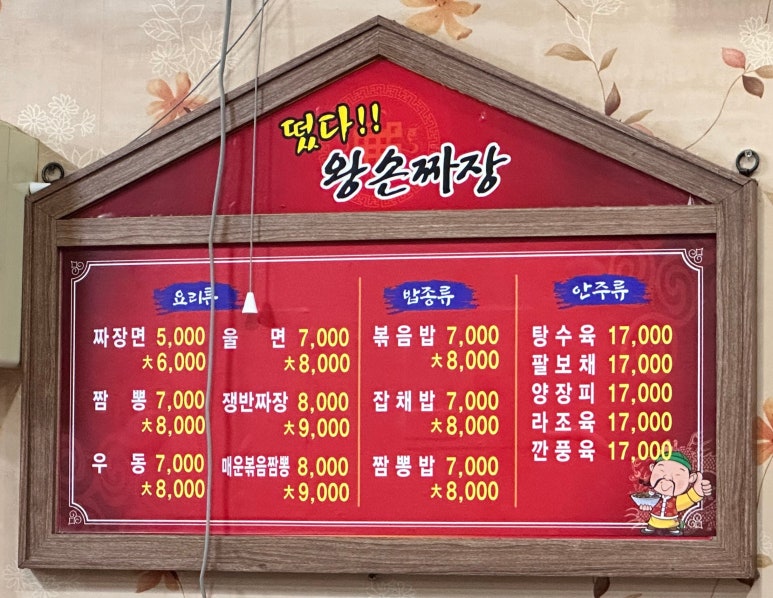 떴다!!
왕손짜장
요리류
짜장면 5,000
大 6,000
짬뽕 7,000
大 8,000
우동 7,000
大 8,000
울면 7,000
大 8,000
쟁반짜장 8,000
大 9,000
매운볶음짬뽕 8,000
大 9,000
밥종류
볶음밥 7,000
大 8,000
잡채밥 7,000
大 8,000
짬뽕밥 7,000
大 8,000
안주류
탕수육 17,000
팔보채 17,000
양장피 17,000
라조육 17,000
깐풍육 17,000